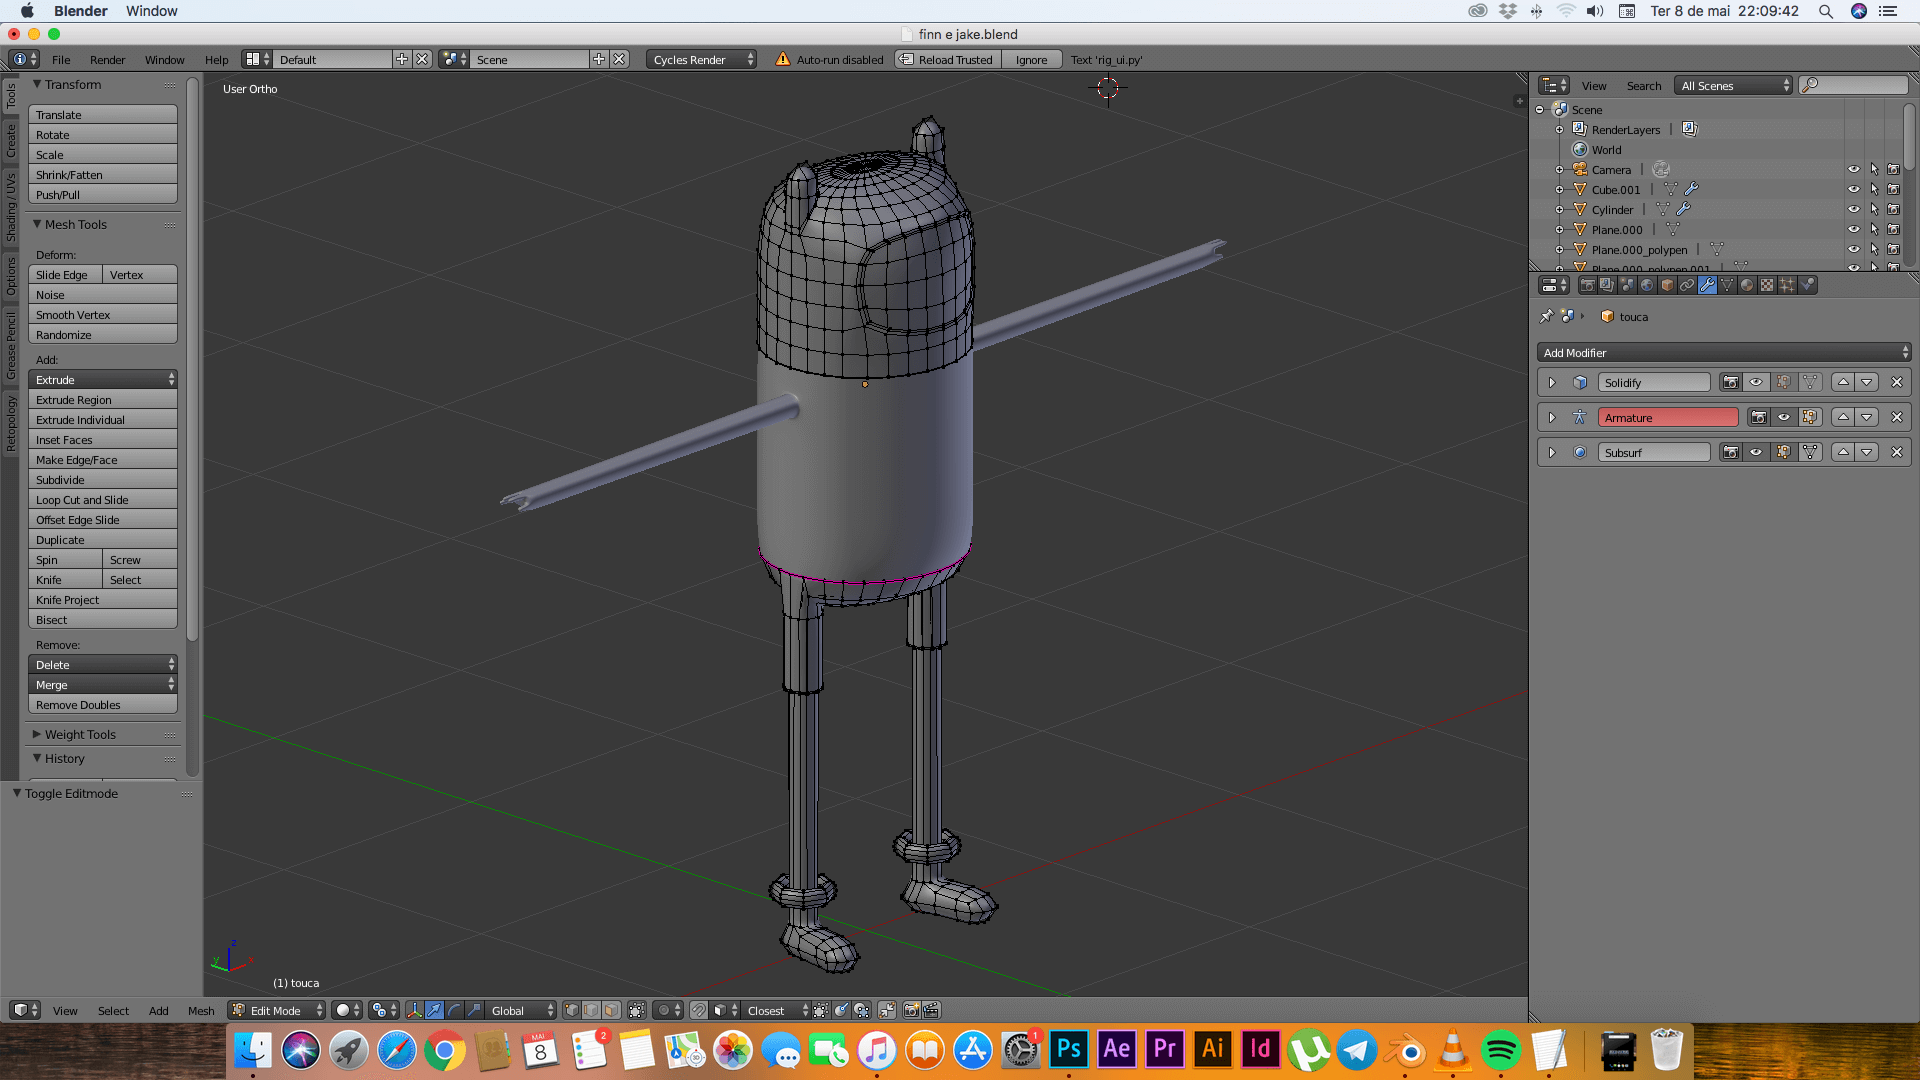 Blender Window
Ter 8 de mai 22:09:42
finn e jake.blend
File Render Window Help Default Scene Cycles Render Auto-run disabled Reload Trusted Ignore Text 'rig_ui.py'
Tools
Create
Shading / UVs
Options
Grease Pencil
Retopology
Transform
Translate
Rotate
Scale
Shrink/Fatten
Push/Pull
Mesh Tools
Deform:
Slide Edge Vertex
Noise
Smooth Vertex
Randomize
Add:
Extrude
Extrude Region
Extrude Individual
Inset Faces
Make Edge/Face
Subdivide
Loop Cut and Slide
Offset Edge Slide
Duplicate
Spin Screw
Knife Select
Knife Project
Bisect
Remove:
Delete
Merge
Remove Doubles
Weight Tools
History
Toggle Editmode
User Ortho
z
y
x
(1) touca
View Search All Scenes
Scene
RenderLayers
World
Camera
Cube.001
Cylinder
Plane.000
Plane.000_polypen
Plane.000_polypen.001
touca
Add Modifier
Solidify
Armature
Subsurf
View Select Add Mesh Edit Mode Global Closest
MAI
8
2
1
Ps Ae Pr Ai Id